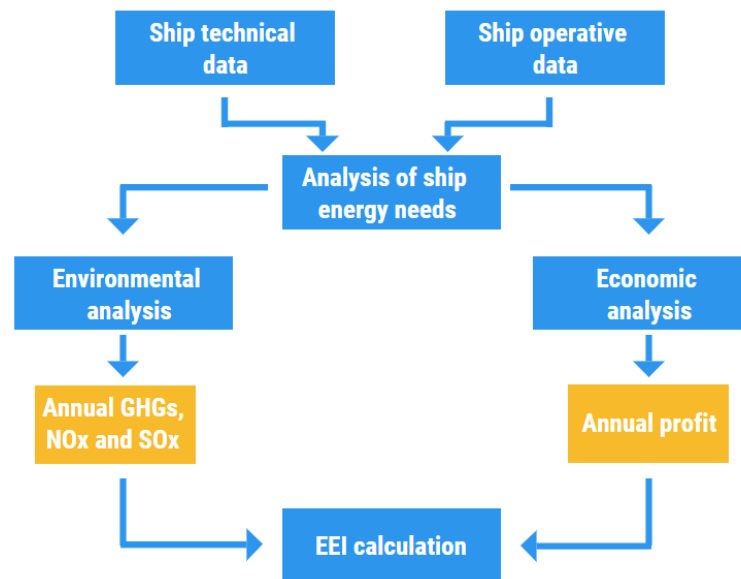 Ship technical
data
Ship operative
data
Analysis of ship
energy needs
Environmental
analysis
Economic
analysis
Annual GHGs,
NOx and SOx
Annual profit
EEI calculation